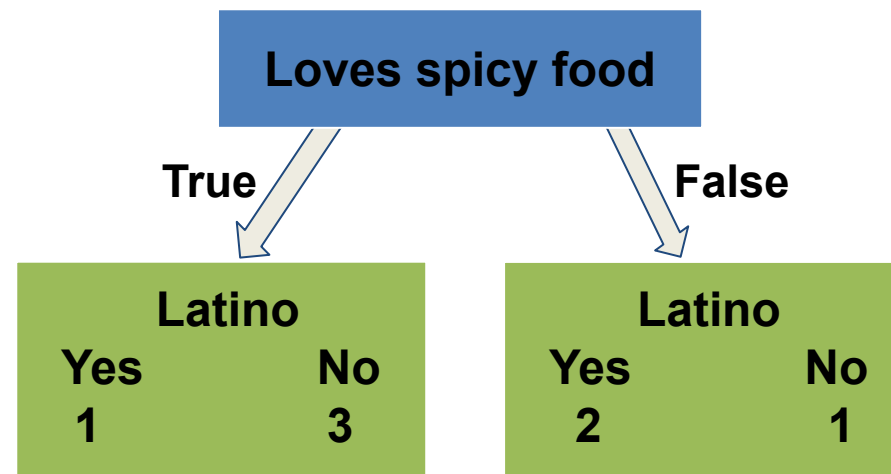 Loves spicy food
True
False
Latino
Yes No
1 3
Latino
Yes No
2 1